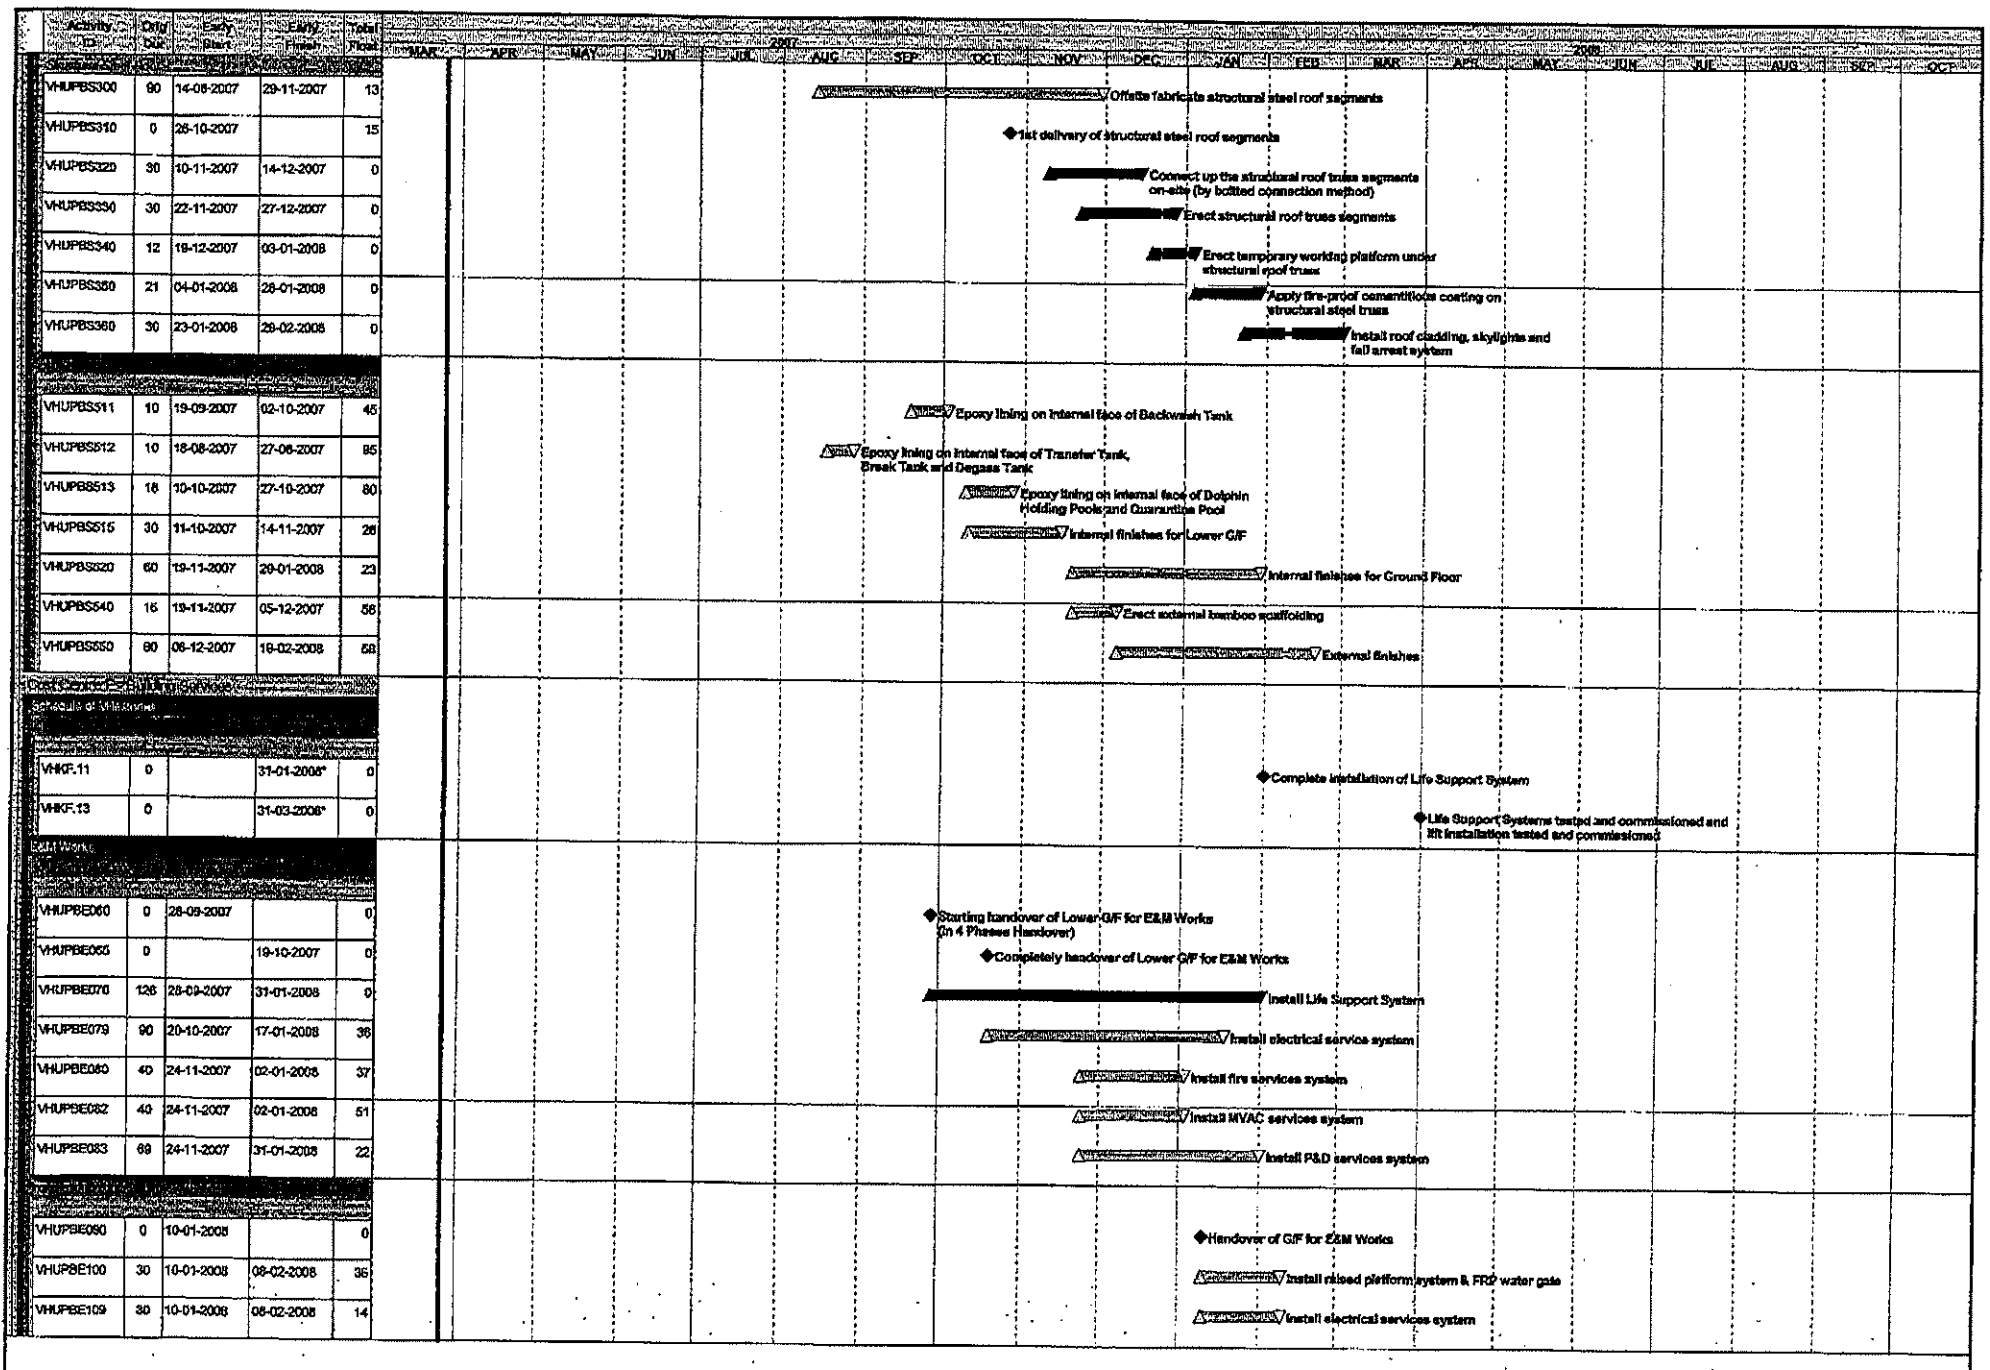 Activity ID Orig Dur Early Start Early Finish Total Float
2007
MAR APR MAY JUN JUL AUG SEP OCT NOV DEC JAN FEB MAR APR MAY JUN JUL AUG SEP OCT
VHUPBS300 90 14-08-2007 29-11-2007 13 Offsite fabricate structural steel roof segments
VHUPBS310 0 26-10-2007 15 1st delivery of structural steel roof segments
VHUPBS320 30 10-11-2007 14-12-2007 0 Connect up the structural roof truss segments
on-site (by bolted connection method)
VHUPBS330 30 22-11-2007 27-12-2007 0 Erect structural roof truss segments
VHUPBS340 12 19-12-2007 03-01-2008 0 Erect temporary working platform under
structural roof truss
VHUPBS350 21 04-01-2008 28-01-2008 0 Apply fire-proof cementitious coating on
structural steel truss
VHUPBS360 30 23-01-2008 29-02-2008 0 Install roof cladding, skylights and
fall arrest system
VHUPBS511 10 19-09-2007 02-10-2007 45 Epoxy lining on internal face of Backwash Tank
VHUPBS512 10 27-08-2007 Epoxy lining on internal face of Transfer Tank,
Break Tank and Degass Tank
VHUPBS513 10-10-2007 27-10-2007 Epoxy lining on internal face of Dolphin
Holding Pools and Quarantine Pool
VHUPBS515 30 11-10-2007 14-11-2007 Internal finishes for Lower G/F
VHUPBS520 60 19-11-2007 23 Internal finishes for Ground Floor
VHUPBS540 19-11-2007 05-12-2007 Erect external bamboo scaffolding
VHUPBS550 06-12-2007 External finishes
Building Services
VHKF.11 0 31-01-2008* 0 Complete installation of Life Support System
VHKF.13 0 31-03-2008* 0 Life Support Systems tested and commissioned and
lift installation tested and commissioned
E&M Works
VHUPBE060 0 28-09-2007 0 Starting handover of Lower G/F for E&M Works
(in 4 Phases Handover)
VHUPBE065 0 19-10-2007 0 Completely handover of Lower G/F for E&M Works
VHUPBE070 126 28-09-2007 31-01-2008 0 Install Life Support System
VHUPBE079 90 20-10-2007 17-01-2008 36 Install electrical service system
VHUPBE080 40 24-11-2007 02-01-2008 37 Install fire services system
VHUPBE082 40 24-11-2007 02-01-2008 51 Install MVAC services system
VHUPBE083 69 24-11-2007 31-01-2008 22 Install P&D services system
VHUPBE090 0 10-01-2008 0 Handover of G/F for E&M Works
VHUPBE100 30 10-01-2008 08-02-2008 36 Install raised platform system & FRP water gate
VHUPBE109 30 10-01-2008 08-02-2008 14 Install electrical services system